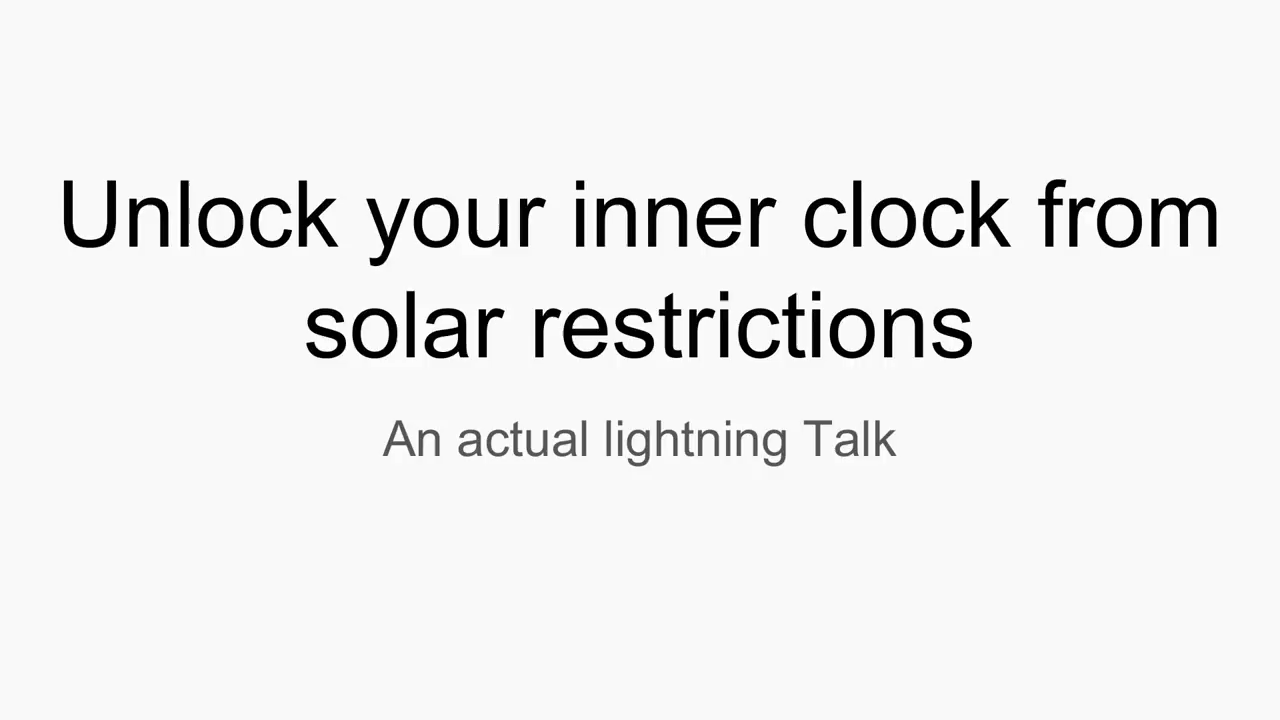 Unlock your inner clock from
solar restrictions
An actual lightning Talk